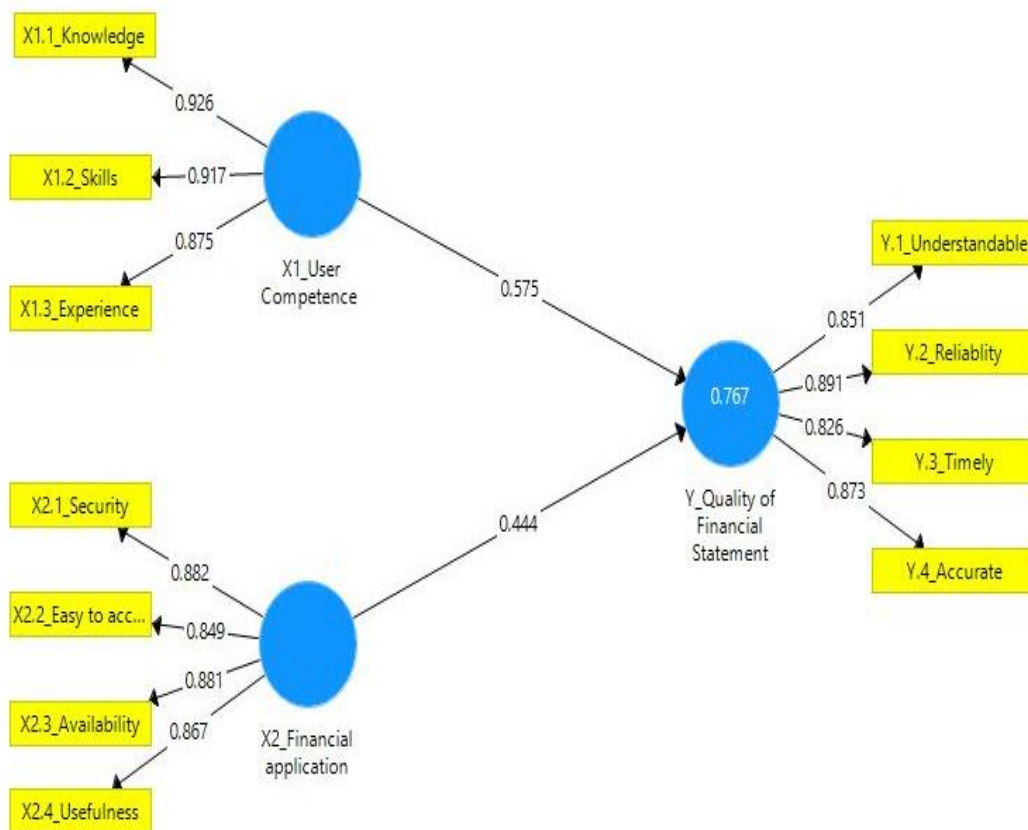 X1.1_Knowledge
0.926
X1.2_Skills
0.917
0.875
X1.3_Experience
X1_User
Competence
0.575
Y.1_Understandable
0.851
Y.2_Reliablity
0.891
0.767
0.826
Y.3_Timely
0.873
Y.4_Accurate
Y_Quality of
Financial
Statement
X2.1_Security
0.882
0.444
X2.2_Easy to acc...
0.849
0.881
X2.3_Availability
0.867
X2.4_Usefulness
X2_Financial
application